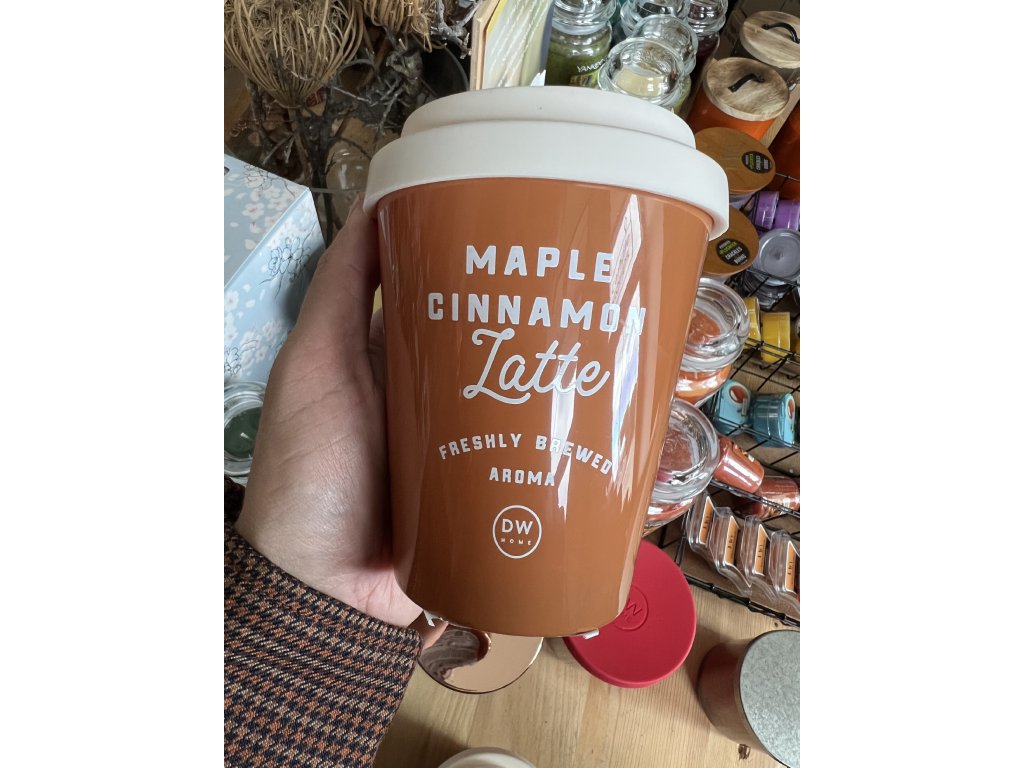 MAPLE
CINNAMON
Latte
FRESHLY BREWED
AROMA
DW
HOME